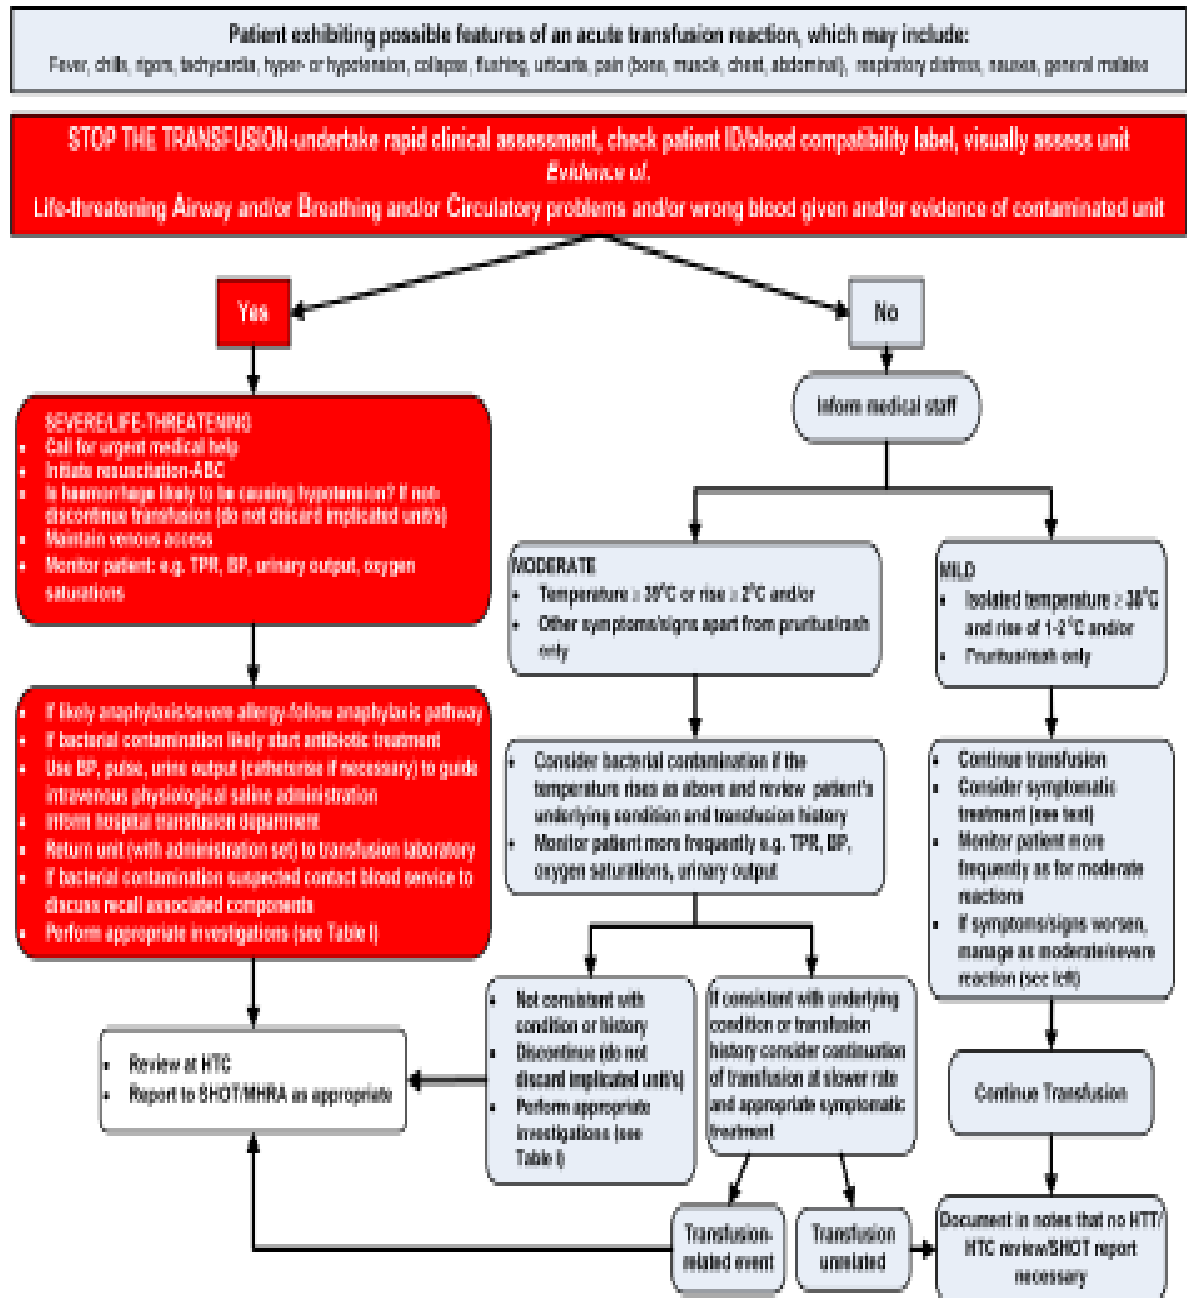 Patient exhibiting possible features of an acute transfusion reaction, which may include:
Fever, chills, rigors, tachycardia, hyper- or hypotension, collapse, flushing, urticaria, pain (bone, muscle, chest, abdominal), respiratory distress, nausea, general malaise
STOP THE TRANSFUSION-undertake rapid clinical assessment, check patient ID/blood compatibility label, visually assess unit
Evidence of.
Life-threatening Airway and/or Breathing and/or Circulatory problems and/or wrong blood given and/or evidence of contaminated unit
Yes
No
SEVERE/LIFE-THREATENING
• Call for urgent medical help
• Initiate resuscitation-ABC
• Is haemorrhage likely to be causing hypotension? If not-
discontinue transfusion (do not discard implicated unit/s)
• Maintain venous access
• Monitor patient: e.g. TPR, BP, urinary output, oxygen
saturations
Inform medical staff
MODERATE
• Temperature ≥ 39°C or rise ≥ 2°C and/or
• Other symptoms/signs apart from pruritus/rash
only
MILD
• Isolated temperature ≥ 38°C
and rise of 1-2°C and/or
• Pruritus/rash only
• If likely anaphylaxis/severe allergy-follow anaphylaxis pathway
• If bacterial contamination likely start antibiotic treatment
• Use BP, pulse, urine output (catheterise if necessary) to guide
intravenous physiological saline administration
• Inform hospital transfusion department
• Return unit (with administration set) to transfusion laboratory
• If bacterial contamination suspected contact blood service to
discuss recall associated components
• Perform appropriate investigations (see Table I)
• Consider bacterial contamination if the
temperature rises as above and review patient's
underlying condition and transfusion history
• Monitor patient more frequently e.g. TPR, BP,
oxygen saturations, urinary output
• Continue transfusion
• Consider symptomatic
treatment (see text)
• Monitor patient more
frequently as for moderate
reactions
• If symptoms/signs worsen,
manage as moderate/severe
reaction (see left)
• Not consistent with
condition or history
• Discontinue (do not
discard implicated unit/s)
• Perform appropriate
investigations (see
Table I)
If consistent with underlying
condition or transfusion
history consider continuation
of transfusion at slower rate
and appropriate symptomatic
treatment
• Review at HTC
• Report to SHOT/MHRA as appropriate
Continue Transfusion
Transfusion-
related event
Transfusion
unrelated
Document in notes that no HTT/
HTC review/SHOT report
necessary